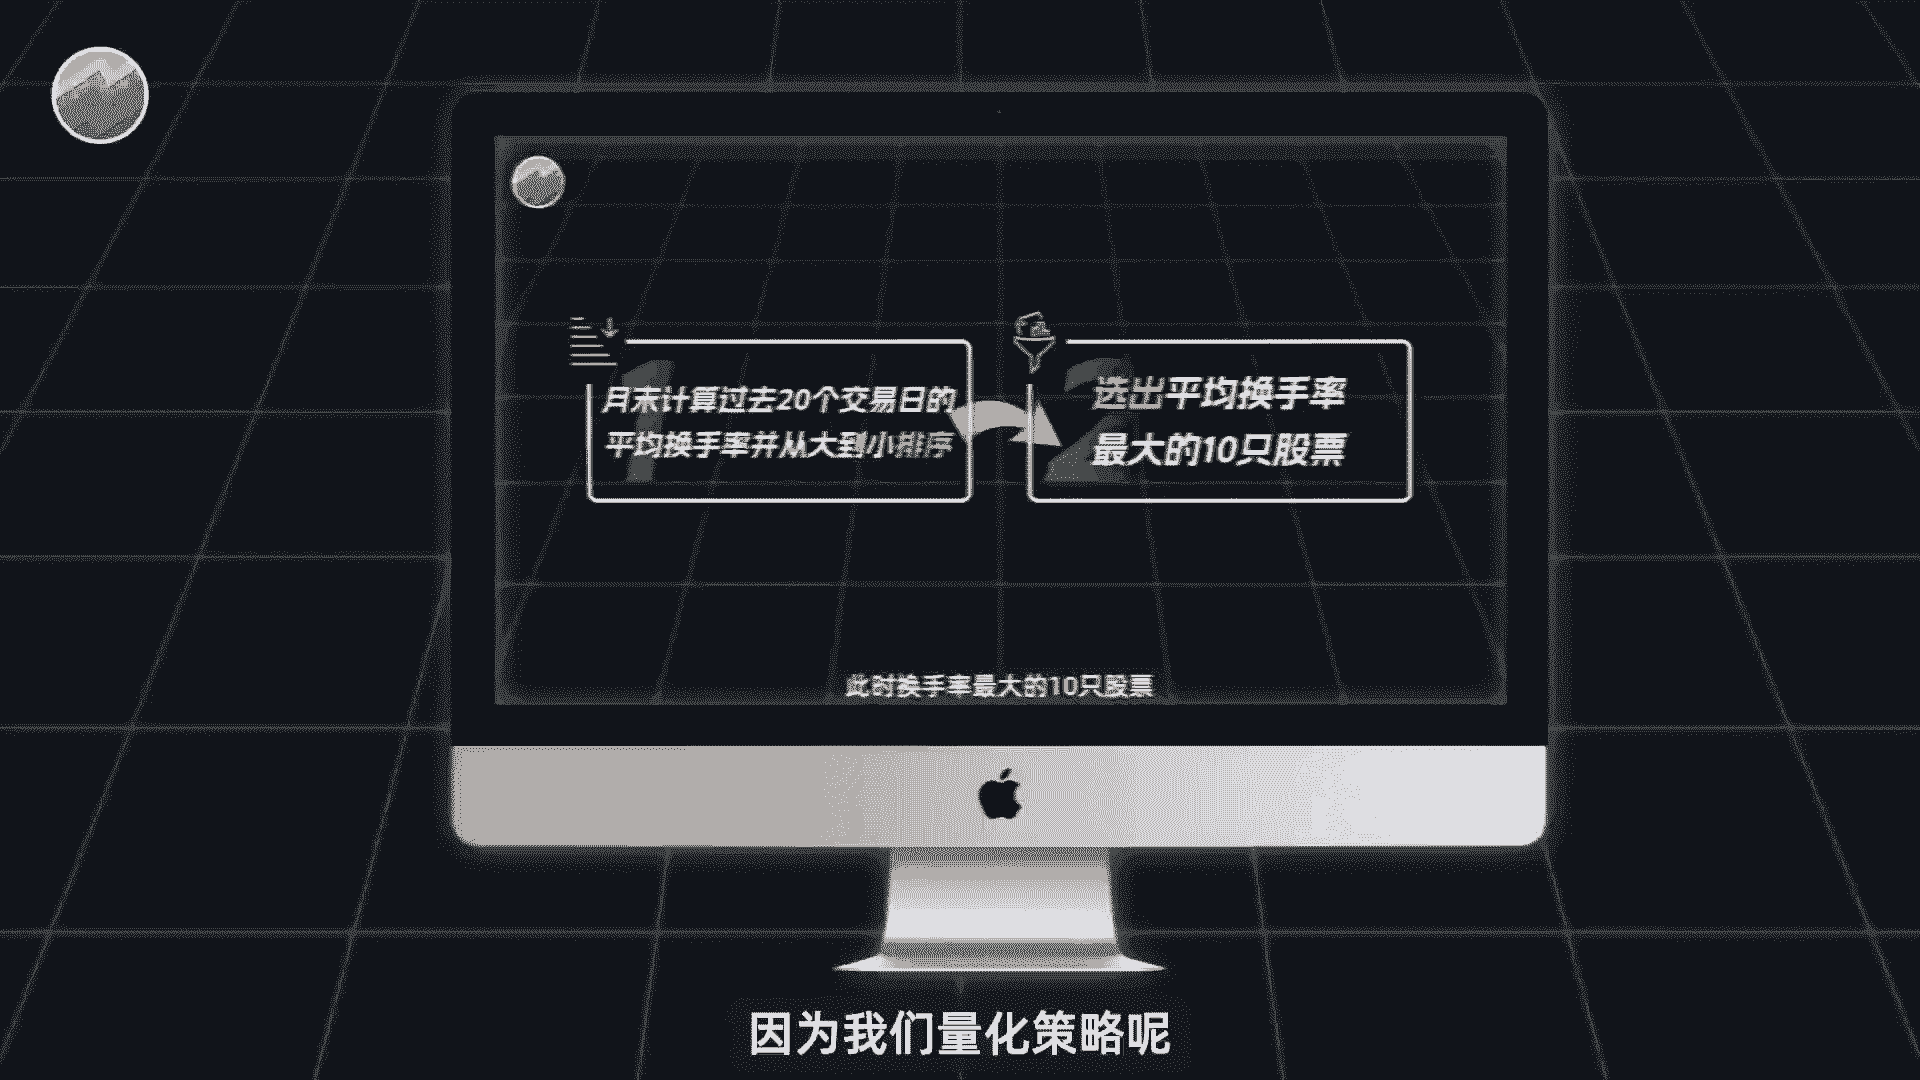 1
月末计算过去20个交易日的
平均换手率并从大到小排序
2
选出平均换手率
最大的10只股票
此时换手率最大的10只股票
因为我们量化策略呢